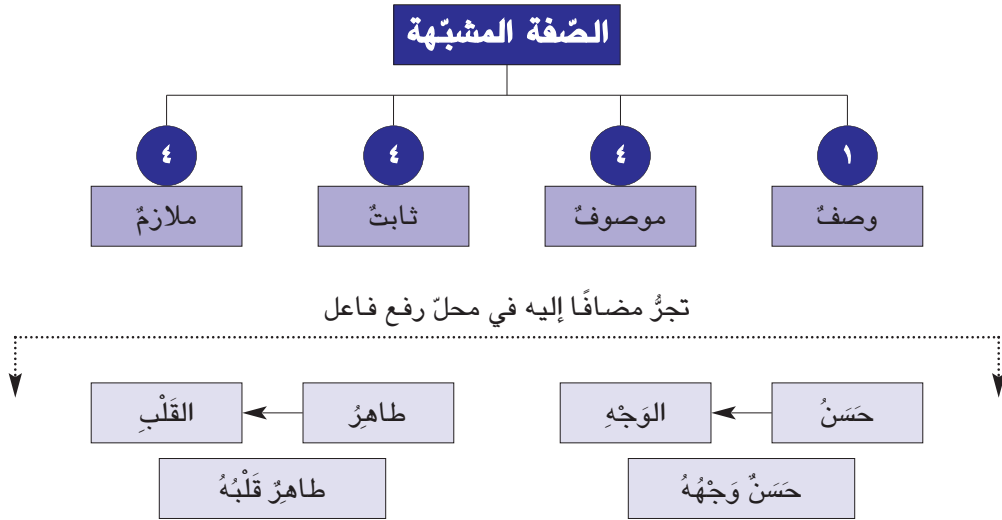 الصّفة المشبّهة
١ ٤ ٤ ٤
وصفٌ موصوفٌ ثابتٌ ملازمٌ
تجرُّ مضافًا إليه في محلّ رفع فاعل
حَسَنُ الوَجْهِ طاهِرُ القَلْبِ
حَسَنٌ وَجْهُهُ طاهِرٌ قَلْبُهُ